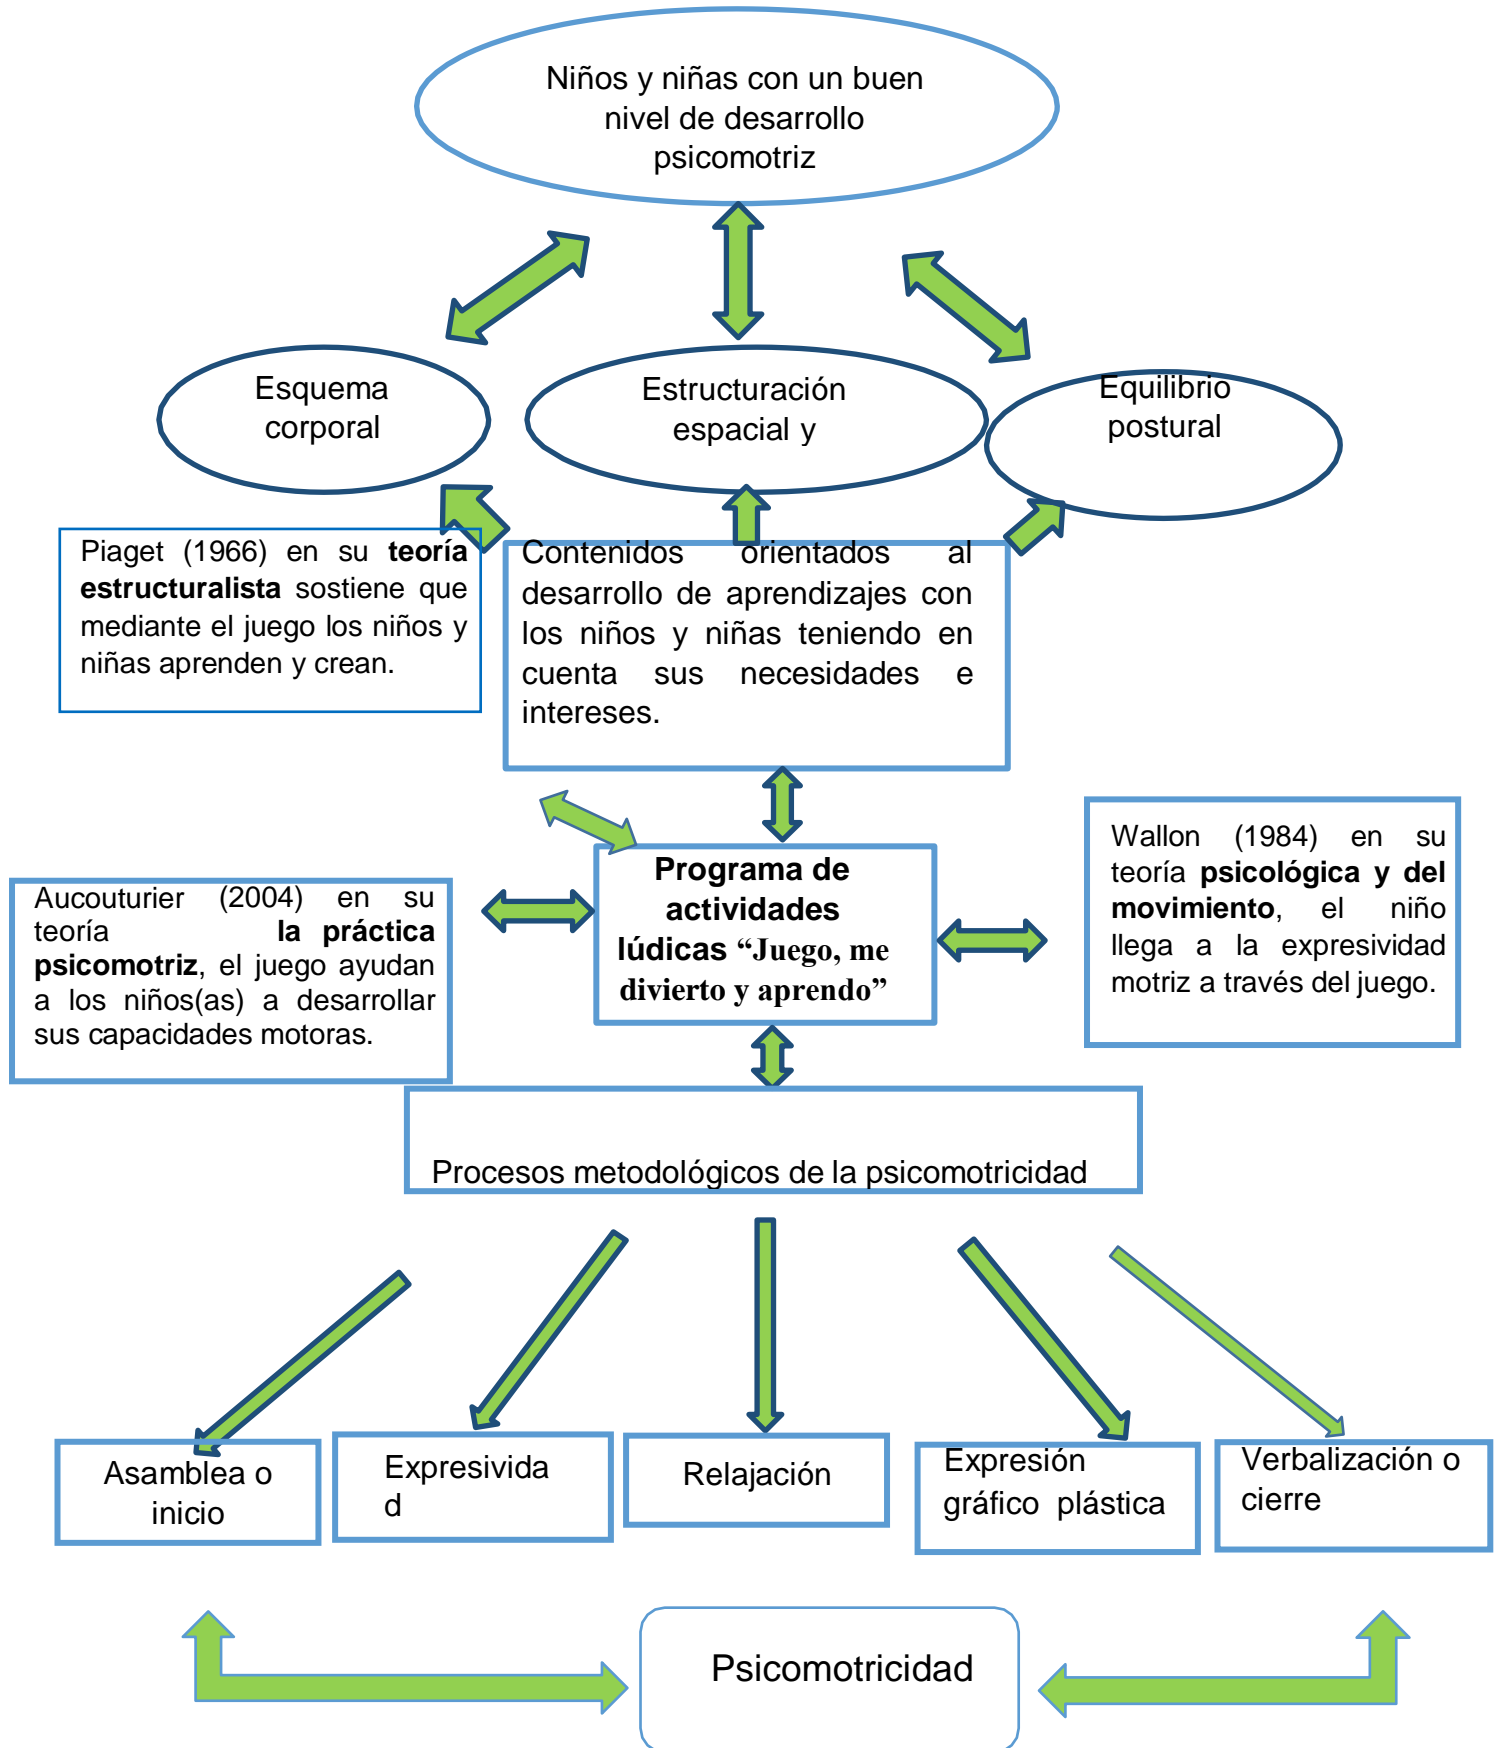 Niños y niñas con un buen
nivel de desarrollo
psicomotriz
Esquema
corporal
Estructuración
espacial y
Equilibrio
postural
Piaget (1966) en su teoría
estructuralista sostiene que
mediante el juego los niños y
niñas aprenden y crean.
Contenidos orientados al
desarrollo de aprendizajes con
los niños y niñas teniendo en
cuenta sus necesidades e
intereses.
Aucouturier (2004) en su
teoría la práctica
psicomotriz, el juego ayudan
a los niños(as) a desarrollar
sus capacidades motoras.
Programa de
actividades
lúdicas “Juego, me
divierto y aprendo”
Wallon (1984) en su
teoría psicológica y del
movimiento, el niño
llega a la expresividad
motriz a través del juego.
Procesos metodológicos de la psicomotricidad
Asamblea o
inicio
Expresivida
d
Relajación
Expresión
gráfico plástica
Verbalización o
cierre
Psicomotricidad